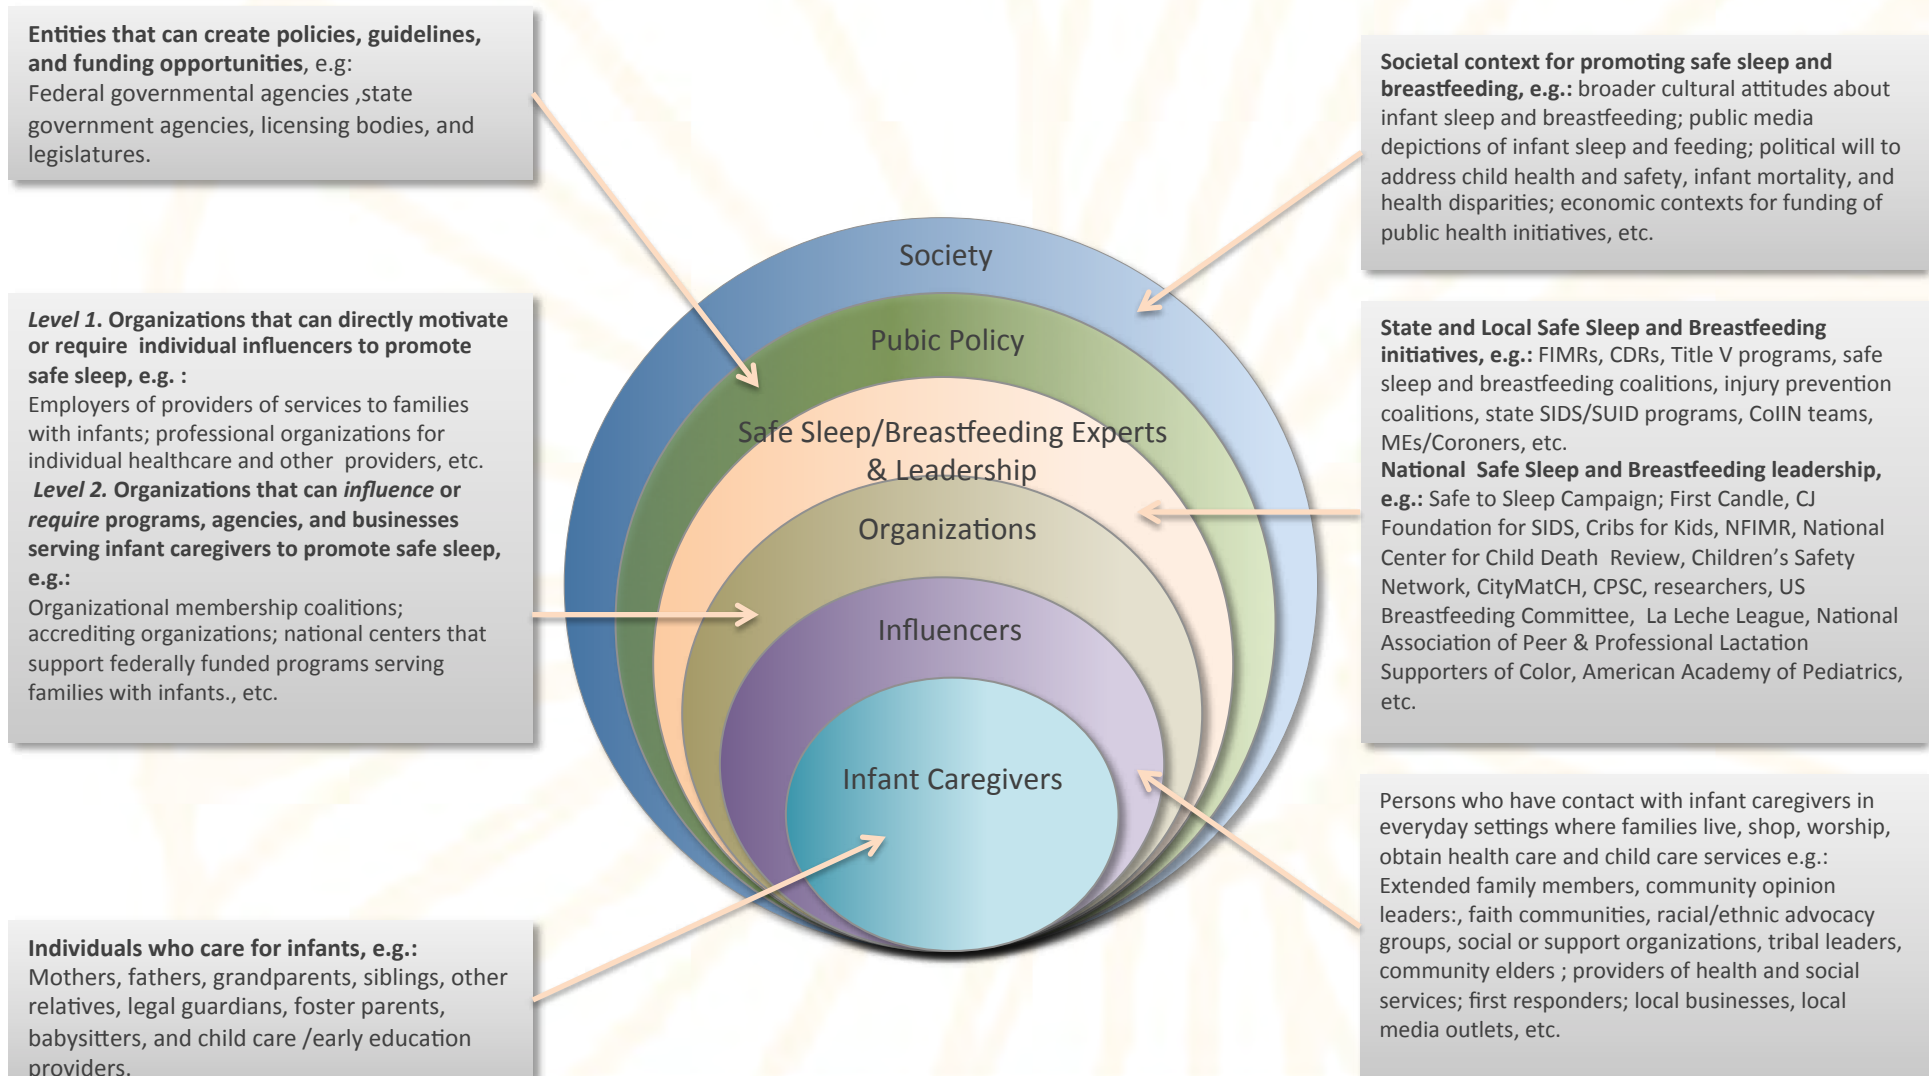 Entities that can create policies, guidelines,
and funding opportunities, e.g:
Federal governmental agencies ,state
government agencies, licensing bodies, and
legislatures.
Level 1. Organizations that can directly motivate
or require individual influencers to promote
safe sleep, e.g. :
Employers of providers of services to families
with infants; professional organizations for
individual healthcare and other providers, etc.
Level 2. Organizations that can influence or
require programs, agencies, and businesses
serving infant caregivers to promote safe sleep,
e.g.:
Organizational membership coalitions;
accrediting organizations; national centers that
support federally funded programs serving
families with infants., etc.
Individuals who care for infants, e.g.:
Mothers, fathers, grandparents, siblings, other
relatives, legal guardians, foster parents,
babysitters, and child care /early education
providers.
Society
Pubic Policy
Safe Sleep/Breastfeeding Experts
& Leadership
Organizations
Influencers
Infant Caregivers
Societal context for promoting safe sleep and
breastfeeding, e.g.: broader cultural attitudes about
infant sleep and breastfeeding; public media
depictions of infant sleep and feeding; political will to
address child health and safety, infant mortality, and
health disparities; economic contexts for funding of
public health initiatives, etc.
State and Local Safe Sleep and Breastfeeding
initiatives, e.g.: FIMRs, CDRs, Title V programs, safe
sleep and breastfeeding coalitions, injury prevention
coalitions, state SIDS/SUID programs, CoIIN teams,
MEs/Coroners, etc.
National Safe Sleep and Breastfeeding leadership,
e.g.: Safe to Sleep Campaign; First Candle, CJ
Foundation for SIDS, Cribs for Kids, NFIMR, National
Center for Child Death Review, Children's Safety
Network, CityMatCH, CPSC, researchers, US
Breastfeeding Committee, La Leche League, National
Association of Peer & Professional Lactation
Supporters of Color, American Academy of Pediatrics,
etc.
Persons who have contact with infant caregivers in
everyday settings where families live, shop, worship,
obtain health care and child care services e.g.:
Extended family members, community opinion
leaders:, faith communities, racial/ethnic advocacy
groups, social or support organizations, tribal leaders,
community elders ; providers of health and social
services; first responders; local businesses, local
media outlets, etc.